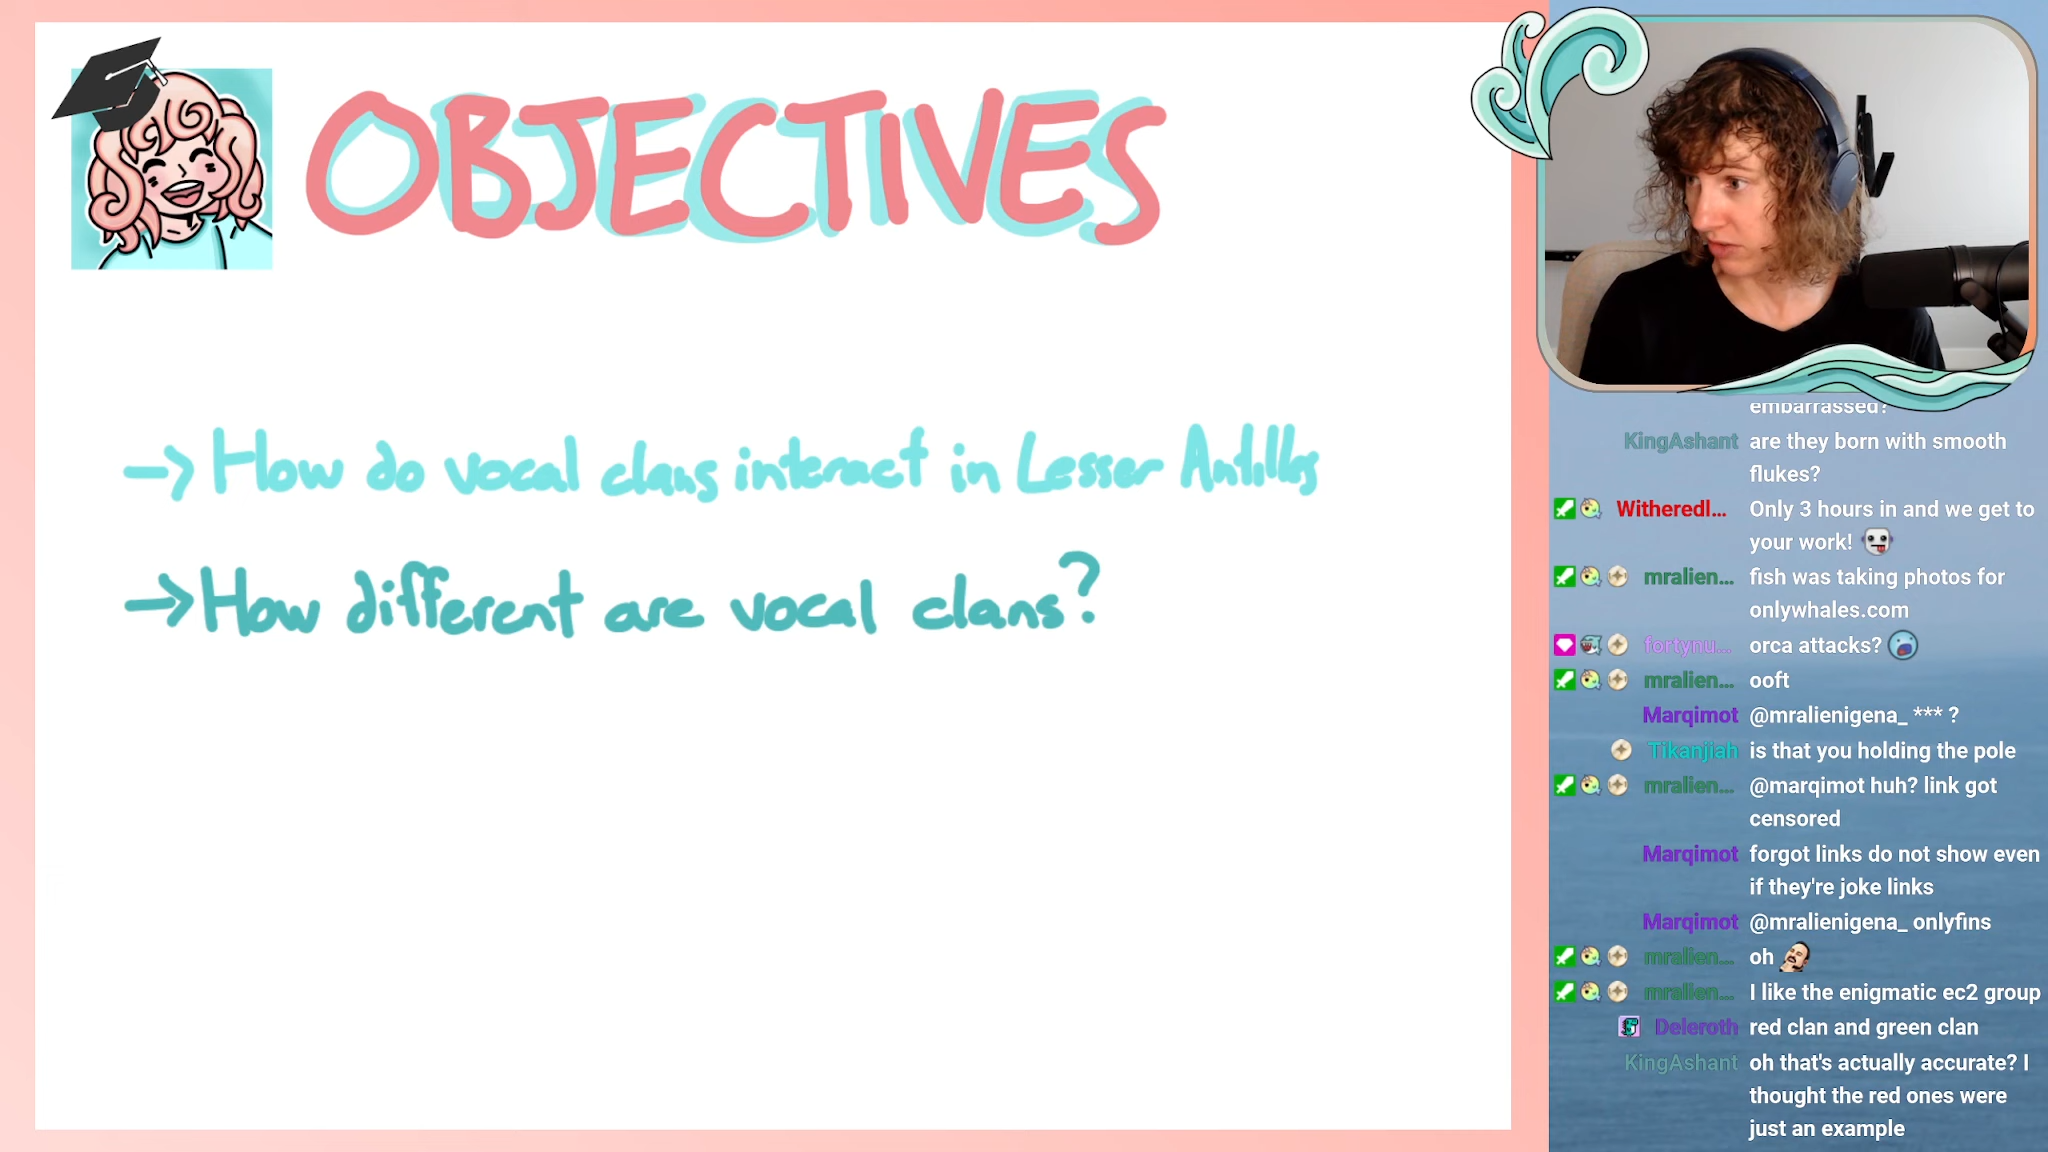 OBJECTIVES
→ How do vocal clans interact in Lesser Antilles
→ How different are vocal clans?
embarrassed?
KingAshant are they born with smooth
flukes?
Witheredl... Only 3 hours in and we get to
your work!
mralien... fish was taking photos for
onlywhales.com
fortynu... orca attacks?
mralien... ooft
Marqimot @mralienigena_ *** ?
Tikanjiah is that you holding the pole
mralien... @marqimot huh? link got
censored
Marqimot forgot links do not show even
if they're joke links
Marqimot @mralienigena_ onlyfins
mralien... oh
mralien... I like the enigmatic ec2 group
Deleroth red clan and green clan
KingAshant oh that's actually accurate? I
thought the red ones were
just an example